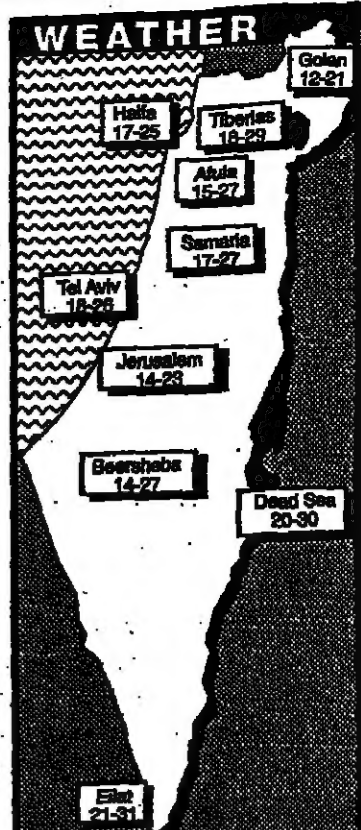 WEATHER
Golan
12-21
Haifa
17-25
Tiberias
18-29
Afula
15-27
Samaria
17-27
Tel Aviv
Jerusalem
14-23
Beersheba
14-27
Dead Sea
20-30
Eilat
21-31